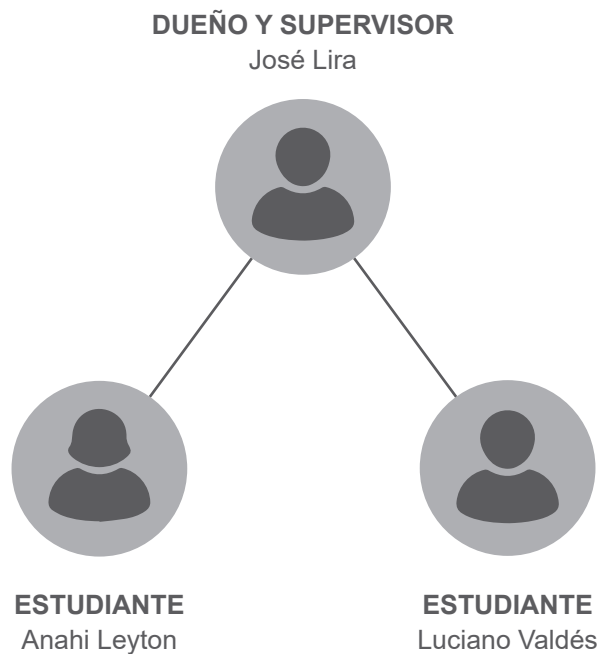 DUEÑO Y SUPERVISOR
José Lira
ESTUDIANTE
Anahi Leyton
ESTUDIANTE
Luciano Valdés